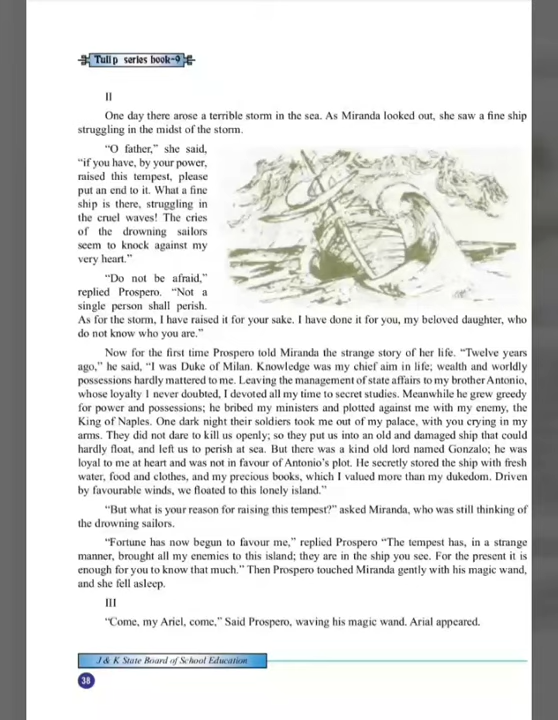 Tulip series book-9
II
One day there arose a terrible storm in the sea. As Miranda looked out, she saw a fine ship
struggling in the midst of the storm.
“O father,” she said,
“if you have, by your power,
raised this tempest, please
put an end to it. What a fine
ship is there, struggling in
the cruel waves! The cries
of the drowning sailors
seem to knock against my
very heart.”
“Do not be afraid,”
replied Prospero. “Not a
single person shall perish.
As for the storm, I have raised it for your sake. I have done it for you, my beloved daughter, who
do not know who you are.”
Now for the first time Prospero told Miranda the strange story of her life. “Twelve years
ago,” he said, “I was Duke of Milan. Knowledge was my chief aim in life; wealth and worldly
possessions hardly mattered to me. Leaving the management of state affairs to my brother Antonio,
whose loyalty I never doubted, I devoted all my time to secret studies. Meanwhile he grew greedy
for power and possessions; he bribed my ministers and plotted against me with my enemy, the
King of Naples. One dark night their soldiers took me out of my palace, with you crying in my
arms. They did not dare to kill us openly; so they put us into an old and damaged ship that could
hardly float, and left us to perish at sea. But there was a kind old lord named Gonzalo; he was
loyal to me at heart and was not in favour of Antonio’s plot. He secretly stored the ship with fresh
water, food and clothes, and my precious books, which I valued more than my dukedom. Driven
by favourable winds, we floated to this lonely island.”
“But what is your reason for raising this tempest?” asked Miranda, who was still thinking of
the drowning sailors.
“Fortune has now begun to favour me,” replied Prospero “The tempest has, in a strange
manner, brought all my enemies to this island; they are in the ship you see. For the present it is
enough for you to know that much.” Then Prospero touched Miranda gently with his magic wand,
and she fell asleep.
III
“Come, my Ariel, come,” Said Prospero, waving his magic wand. Arial appeared.
J & K State Board of School Education
38